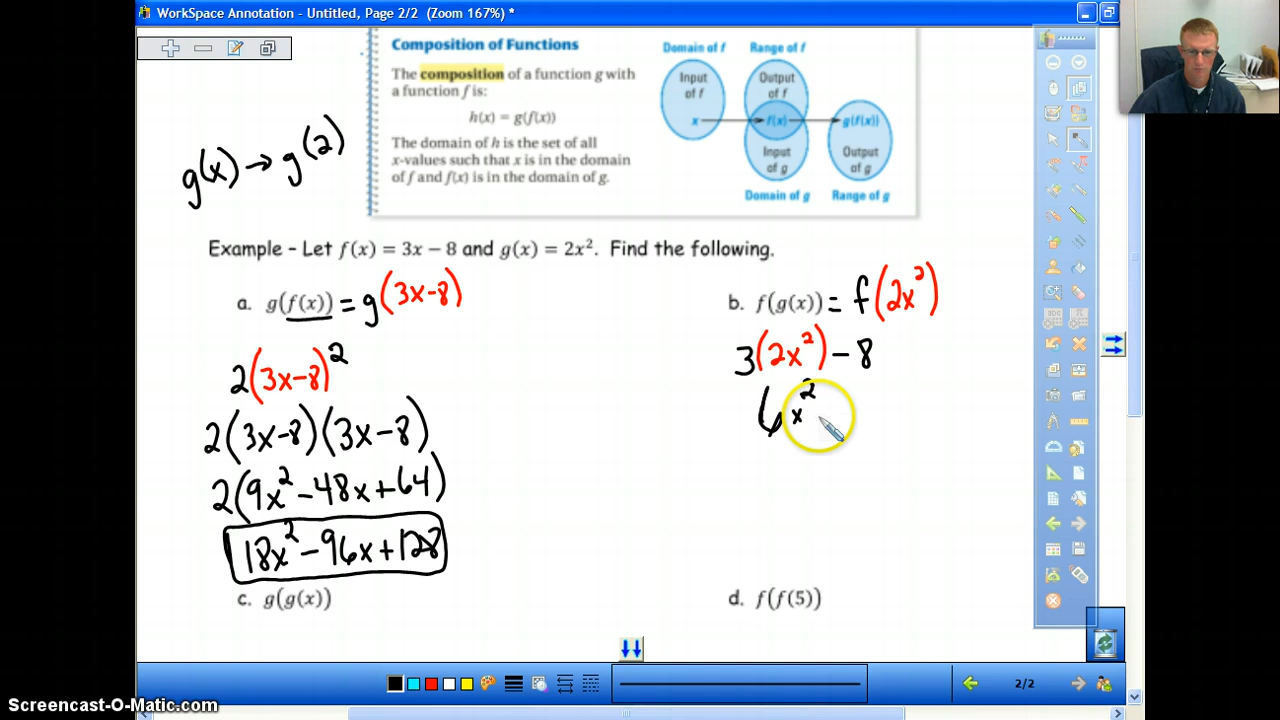 WorkSpace Annotation - Untitled, Page 2/2 (Zoom 167%) *
Composition of Functions
The composition of a function g with
a function f is:
h(x) = g(f(x))
The domain of h is the set of all
x-values such that x is in the domain
of f and f(x) is in the domain of g.
Domain of f
Range of f
Input
of f
Output
of f
x
f(x)
g(f(x))
Input
of g
Output
of g
Domain of g
Range of g
g(x) → g(2)
Example – Let f(x) = 3x − 8 and g(x) = 2x². Find the following.
a. g(f(x)) = g(3x-8)
2(3x-8)²
2(3x-8)(3x-8)
2(9x²-48x+64)
18x²-96x+128
b. f(g(x)) = f(2x²)
3(2x²)-8
6x²
c. g(g(x))
d. f(f(5))
2/2
Screencast-O-Matic.com